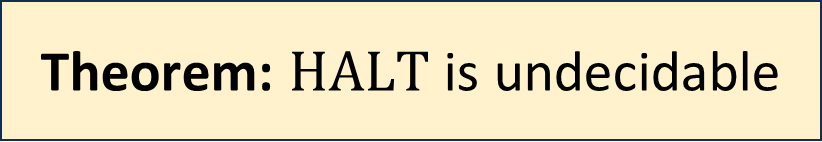 Theorem: HALT is undecidable